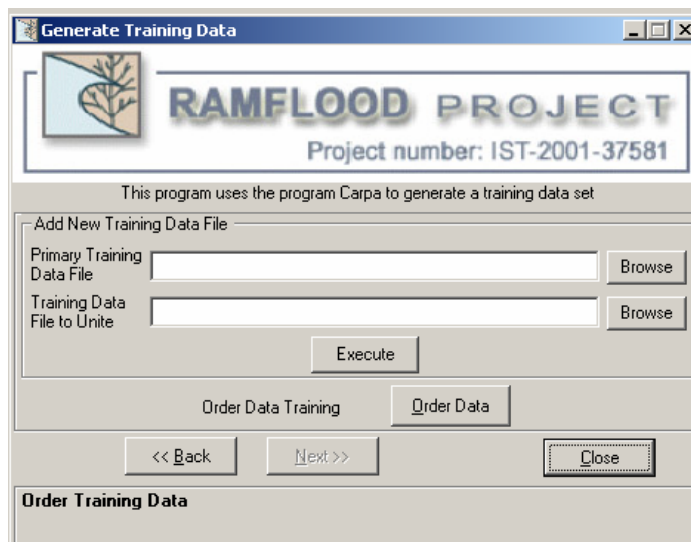 Generate Training Data
RAMFLOOD PROJECT
Project number: IST-2001-37581
This program uses the program Carpa to generate a training data set
Add New Training Data File
Primary Training
Data File
Browse
Training Data
File to Unite
Browse
Execute
Order Data Training
Order Data
<< Back
Next >>
Close
Order Training Data